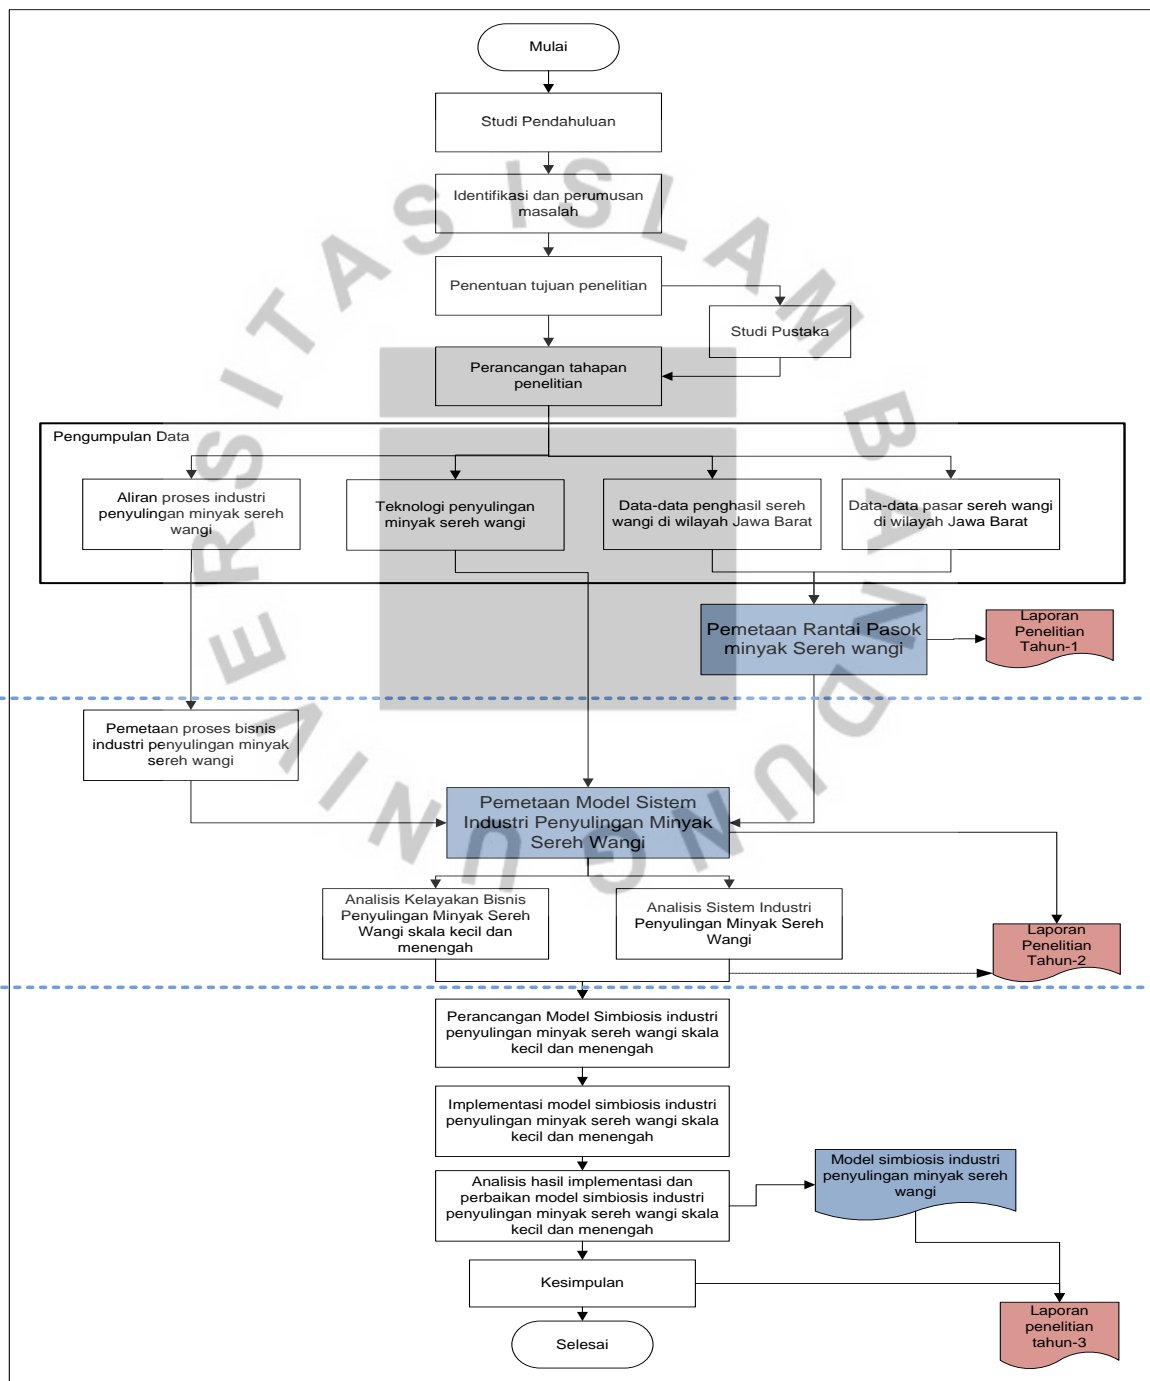 Mulai
Studi Pendahuluan
Identifikasi dan perumusan
masalah
Penentuan tujuan penelitian
Studi Pustaka
Perancangan tahapan
penelitian
Pengumpulan Data
Aliran proses industri
penyulingan minyak sereh
wangi
Teknologi penyulingan
minyak sereh wangi
Data-data penghasil sereh
wangi di wilayah Jawa Barat
Data-data pasar sereh wangi
di wilayah Jawa Barat
Pemetaan Rantai Pasok
minyak Sereh wangi
Laporan
Penelitian
Tahun-1
Pemetaan proses bisnis
industri penyulingan minyak
sereh wangi
Pemetaan Model Sistem
Industri Penyulingan Minyak
Sereh Wangi
Analisis Kelayakan Bisnis
Penyulingan Minyak Sereh
Wangi skala kecil dan
menengah
Analisis Sistem Industri
Penyulingan Minyak Sereh
Wangi
Laporan
Penelitian
Tahun-2
Perancangan Model Simbiosis industri
penyulingan minyak sereh wangi skala
kecil dan menengah
Implementasi model simbiosis industri
penyulingan minyak sereh wangi skala
kecil dan menengah
Analisis hasil implementasi dan
perbaikan model simbiosis industri
penyulingan minyak sereh wangi skala
kecil dan menengah
Model simbiosis industri
penyulingan minyak sereh
wangi
Kesimpulan
Laporan
penelitian
tahun-3
Selesai
UNIVERSITAS ISLAM BANDUNG